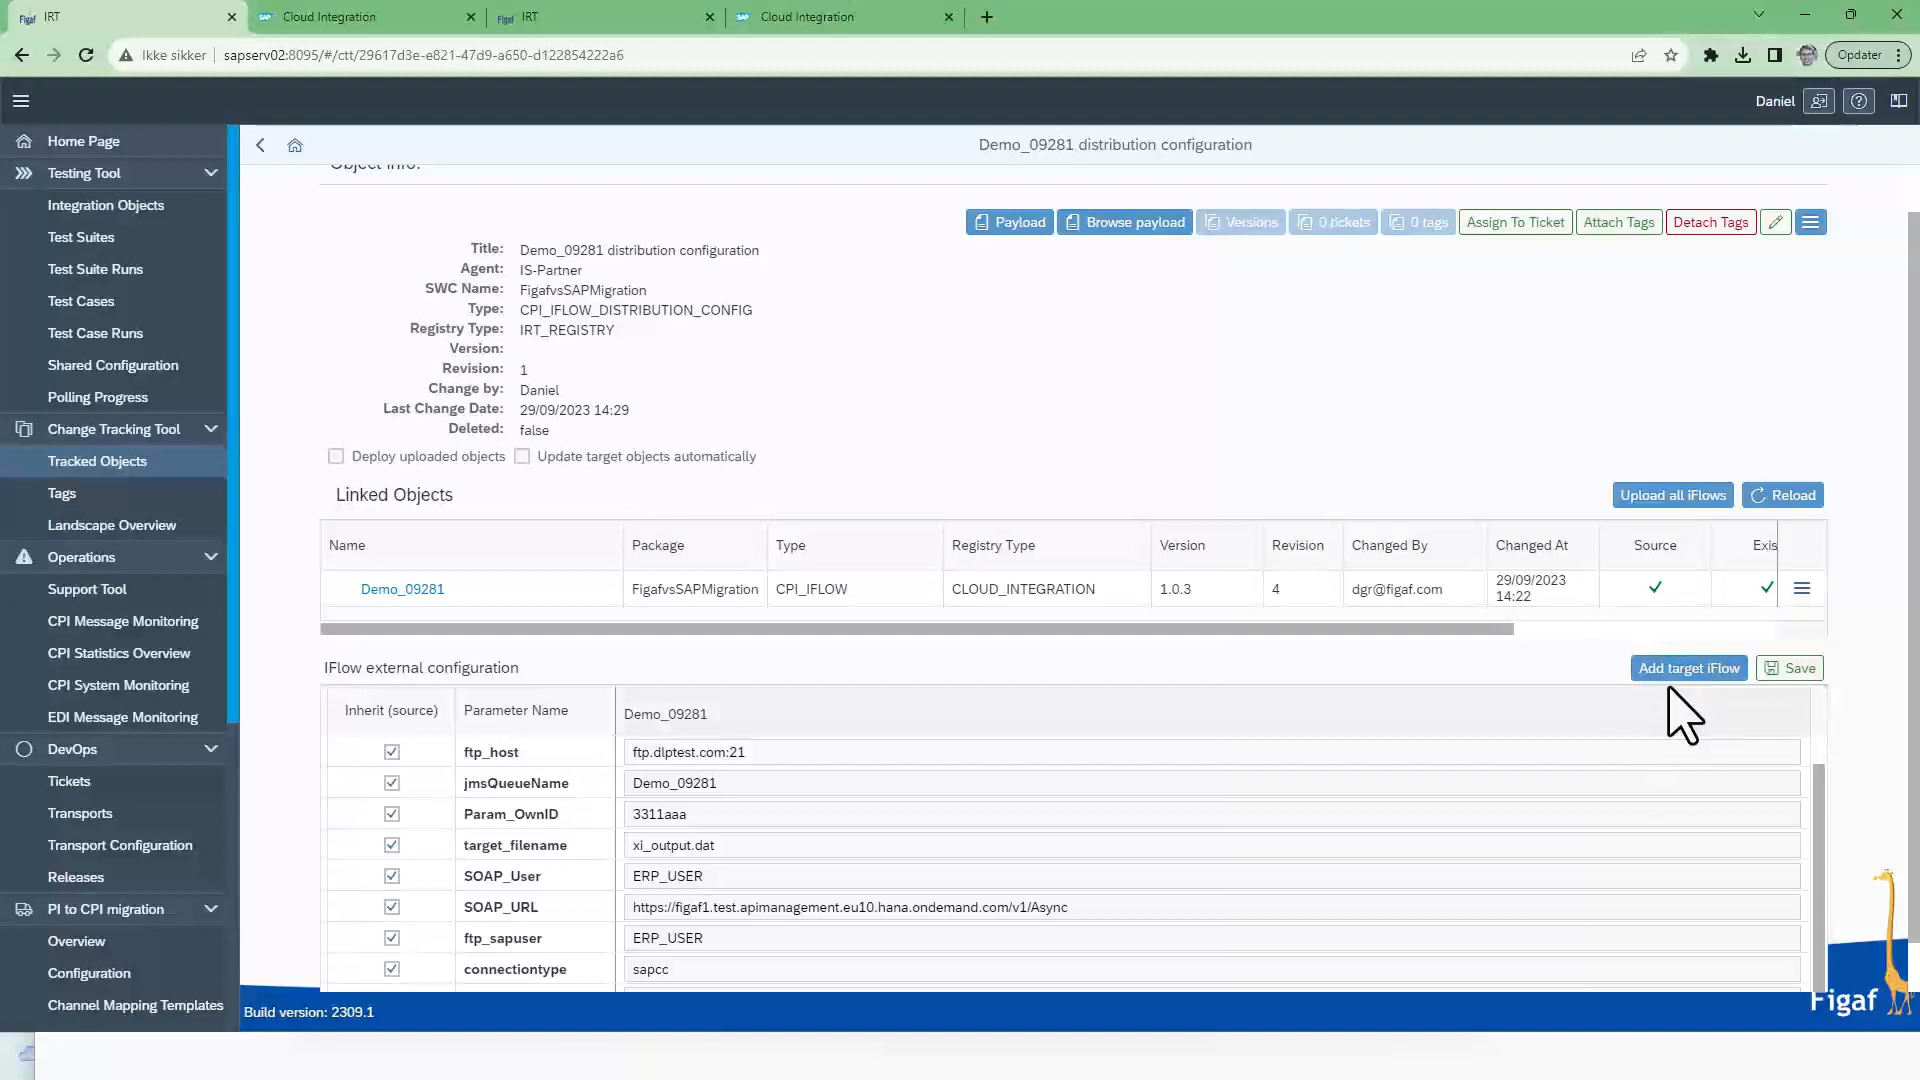 IRT
Cloud Integration
IRT
Cloud Integration
Ikke sikker
sapserv02:8095/#/ctt/29617d3e-e821-47d9-a650-d122854222a6
Opdater
Daniel
Home Page
Testing Tool
Integration Objects
Test Suites
Test Suite Runs
Test Cases
Test Case Runs
Shared Configuration
Polling Progress
Change Tracking Tool
Tracked Objects
Tags
Landscape Overview
Operations
Support Tool
CPI Message Monitoring
CPI Statistics Overview
CPI System Monitoring
EDI Message Monitoring
DevOps
Tickets
Transports
Transport Configuration
Releases
PI to CPI migration
Overview
Configuration
Channel Mapping Templates
Demo_09281 distribution configuration
Object Info:
Payload Browse payload Versions 0 tickets 0 tags Assign To Ticket Attach Tags Detach Tags
Title: Demo_09281 distribution configuration
Agent: IS-Partner
SWC Name: FigafvsSAPMigration
Type: CPI_IFLOW_DISTRIBUTION_CONFIG
Registry Type: IRT_REGISTRY
Version:
Revision: 1
Change by: Daniel
Last Change Date: 29/09/2023 14:29
Deleted: false
Deploy uploaded objects Update target objects automatically
Linked Objects Upload all iFlows Reload
Name Package Type Registry Type Version Revision Changed By Changed At Source Exis
Demo_09281 FigafvsSAPMigration CPI_IFLOW CLOUD_INTEGRATION 1.0.3 4 dgr@figaf.com 29/09/2023
14:22
IFlow external configuration Add target iFlow Save
Inherit (source) Parameter Name Demo_09281
ftp_host ftp.dlptest.com:21
jmsQueueName Demo_09281
Param_OwnID 3311aaa
target_filename xi_output.dat
SOAP_User ERP_USER
SOAP_URL https://figaf1.test.apimanagement.eu10.hana.ondemand.com/v1/Async
ftp_sapuser ERP_USER
connectiontype sapcc
Build version: 2309.1
Figaf